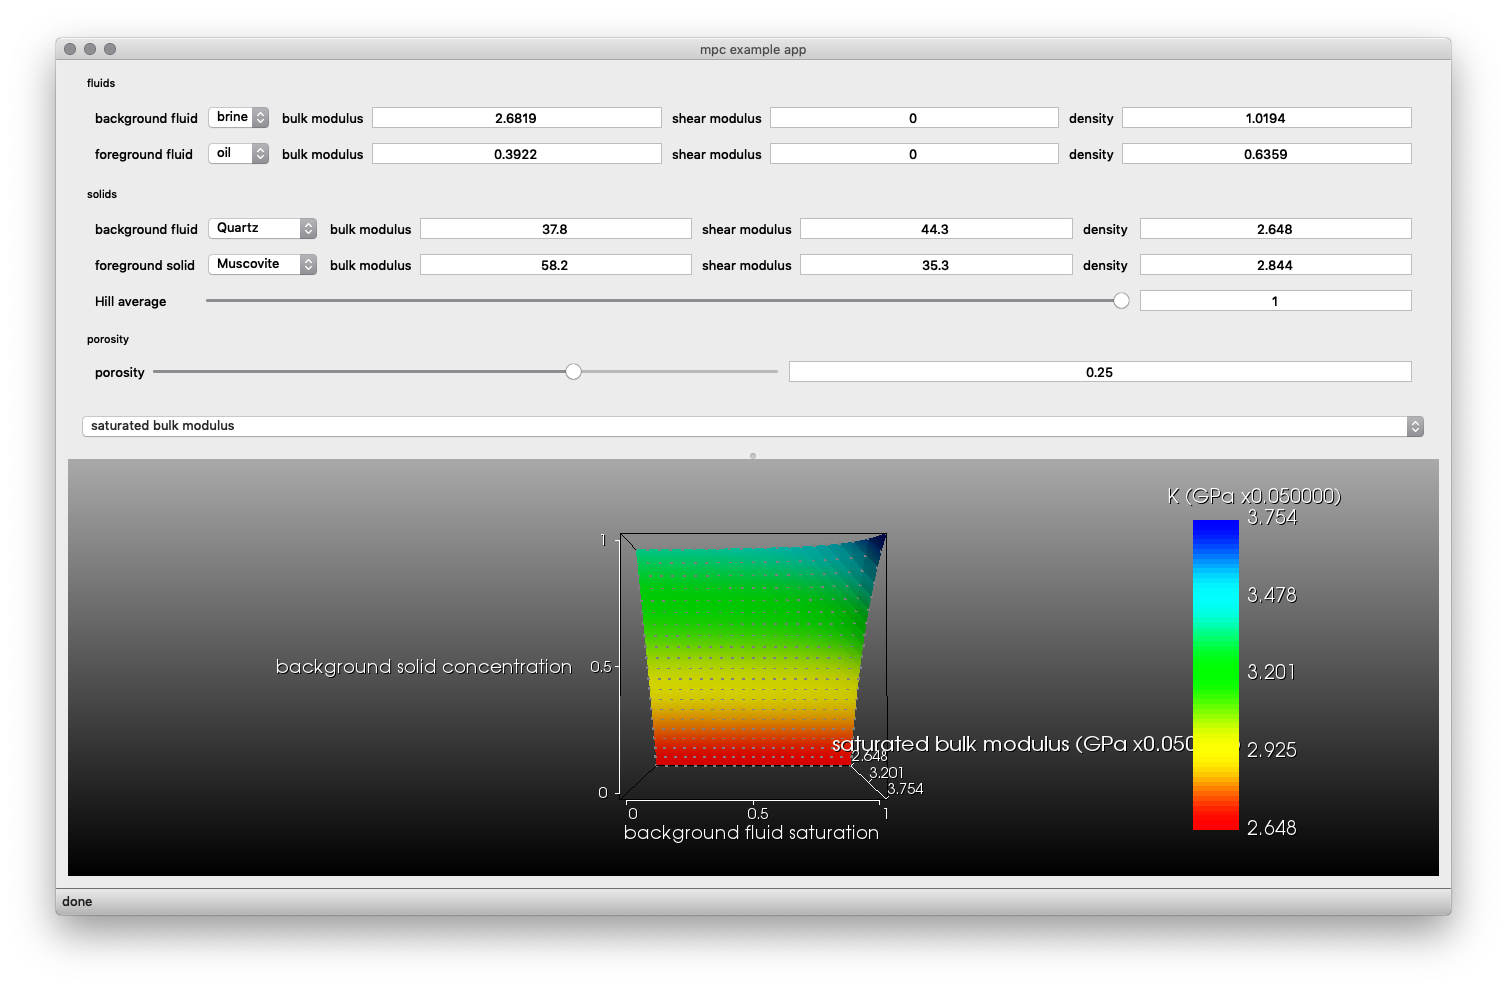 mpc example app
fluids
background fluid brine bulk modulus 2.6819 shear modulus 0 density 1.0194
foreground fluid oil bulk modulus 0.3922 shear modulus 0 density 0.6359
solids
background fluid Quartz bulk modulus 37.8 shear modulus 44.3 density 2.648
foreground solid Muscovite bulk modulus 58.2 shear modulus 35.3 density 2.844
Hill average 1
porosity
porosity 0.25
saturated bulk modulus
K (GPa x0.050000)
3.754
1
3.478
background solid concentration 0.5
3.201
saturated bulk modulus (GPa x0.050
2.925
2.648
3.201
3.754
0
0 0.5 1
background fluid saturation
2.648
done